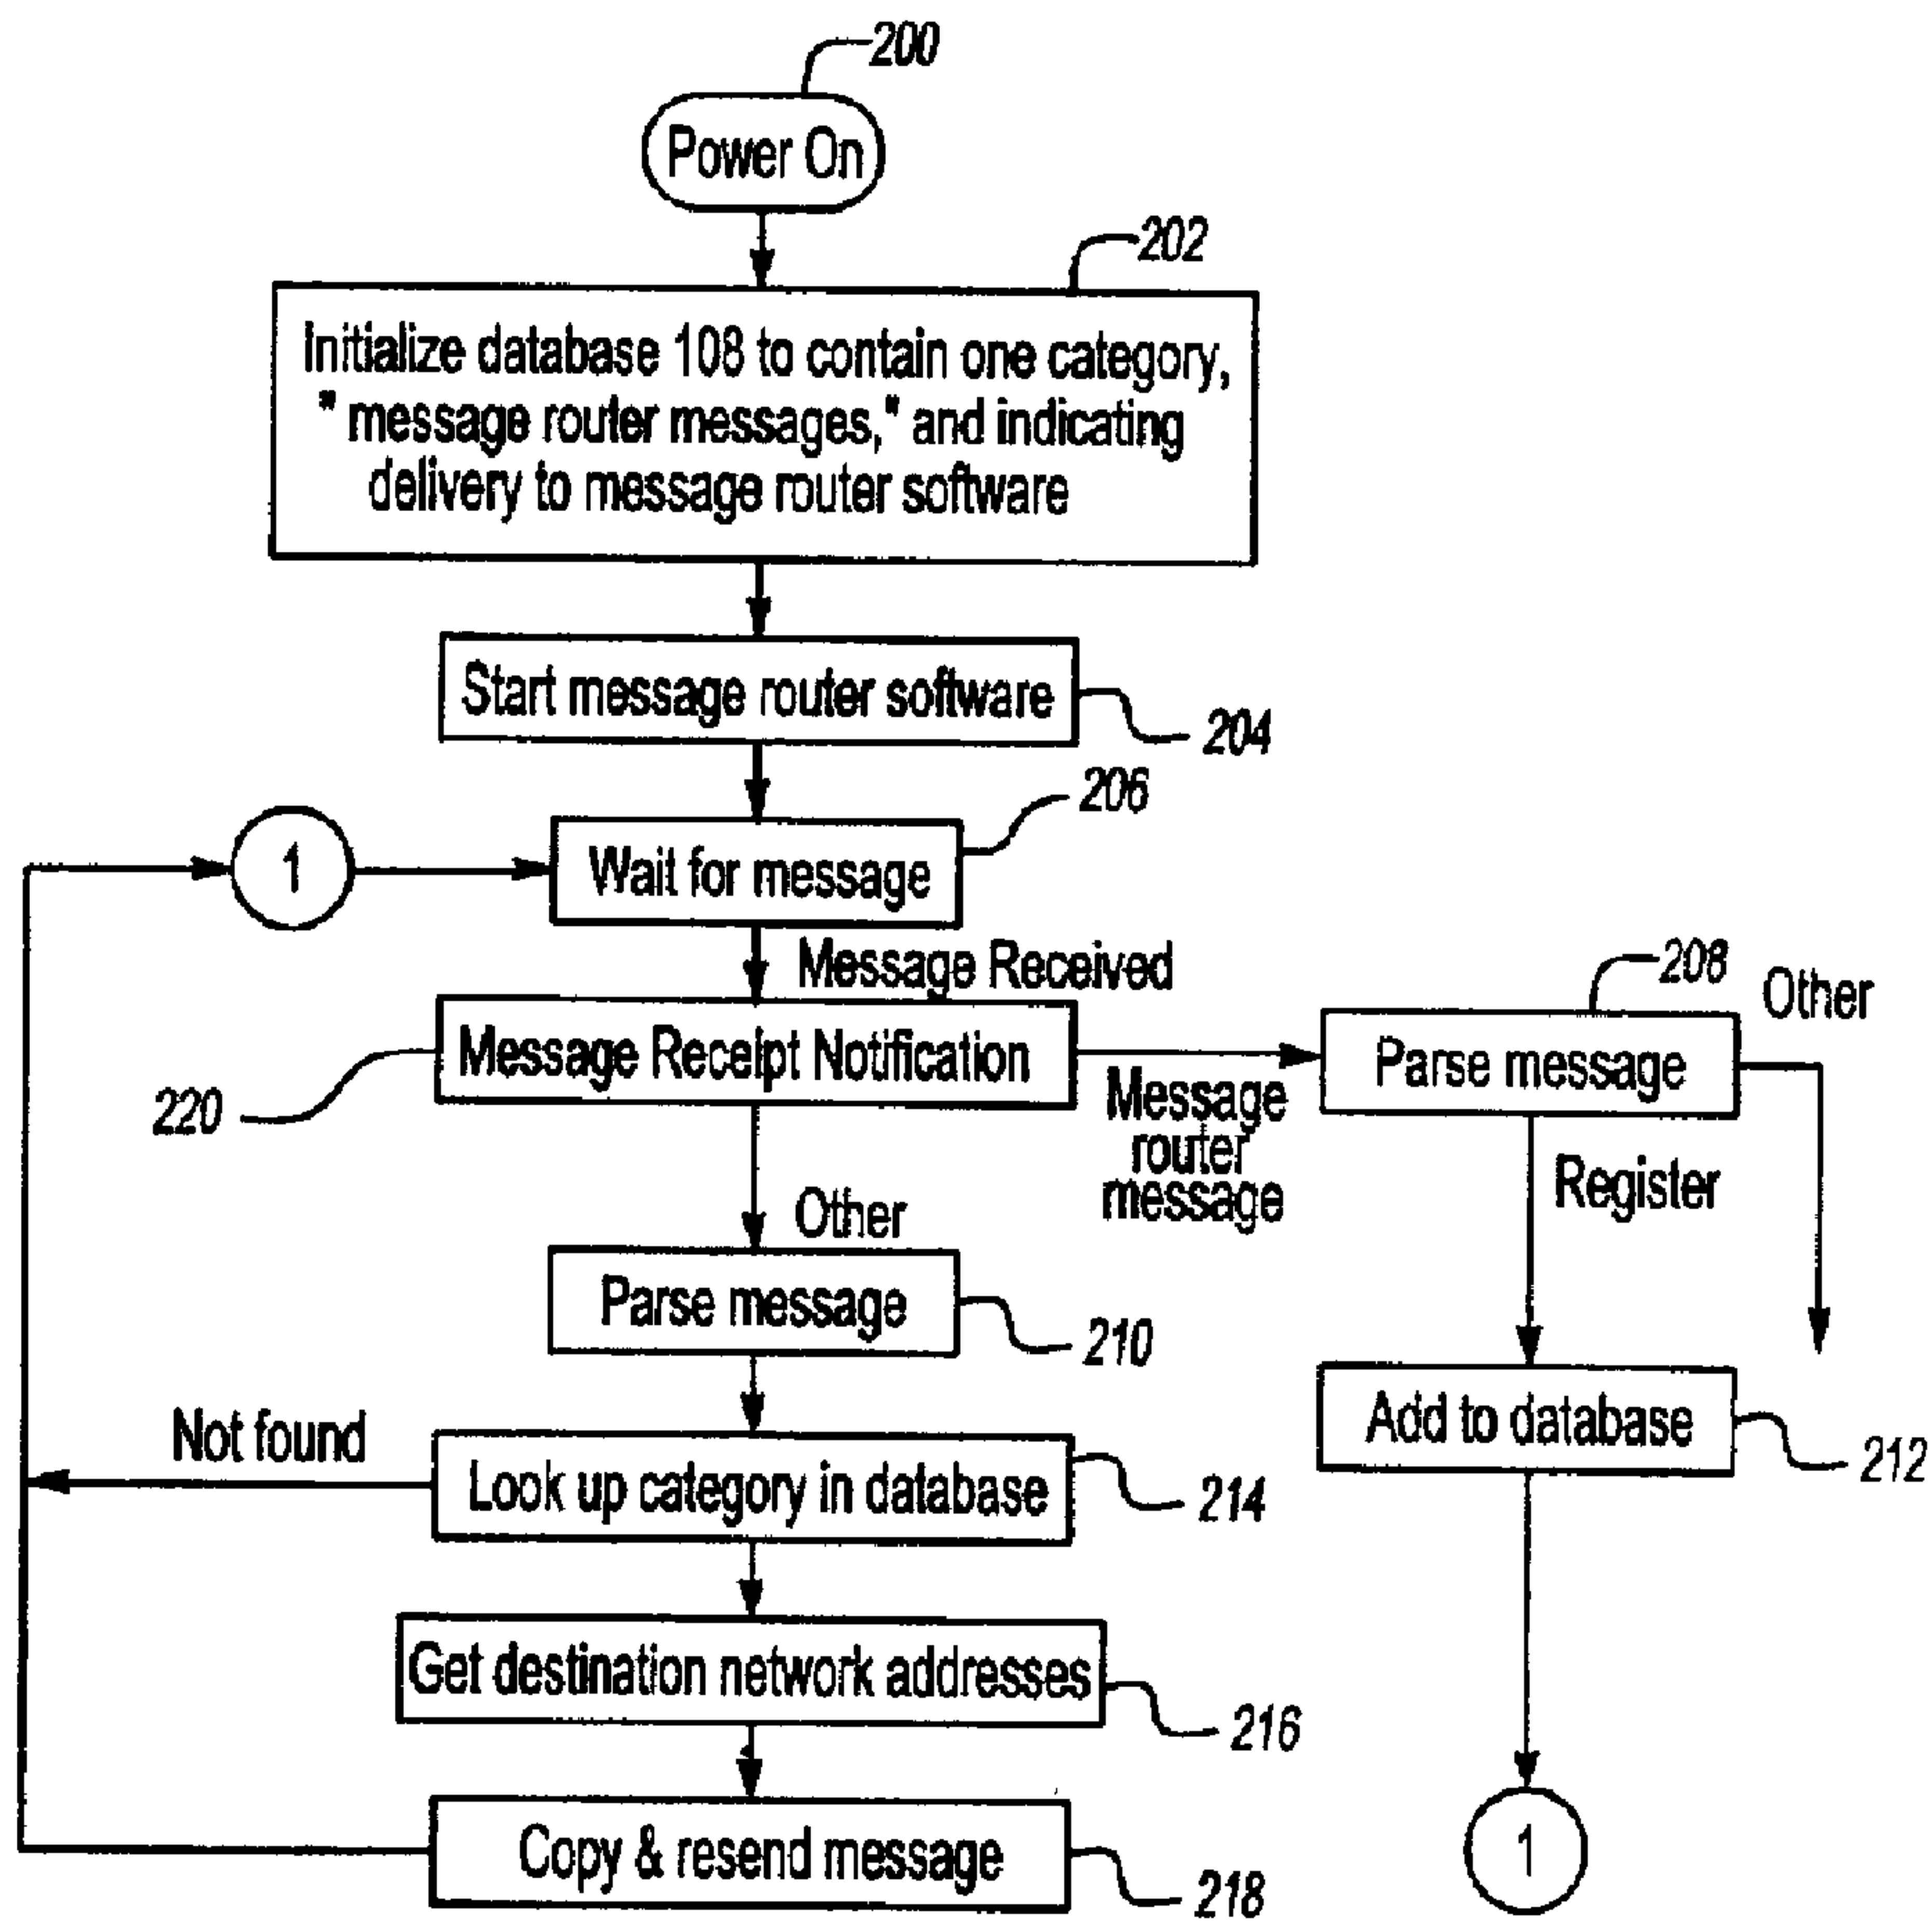 200
Power On
202
Initialize database 108 to contain one category,
" message router messages," and indicating
delivery to message router software
Start message router software
204
206
1
Wait for message
Message Received
208
Other
Message Receipt Notification
Parse message
220
Message
router
message
Register
Other
Parse message
210
Add to database
212
Not found
Look up category in database
214
Get destination network addresses
216
Copy & resend message
218
1